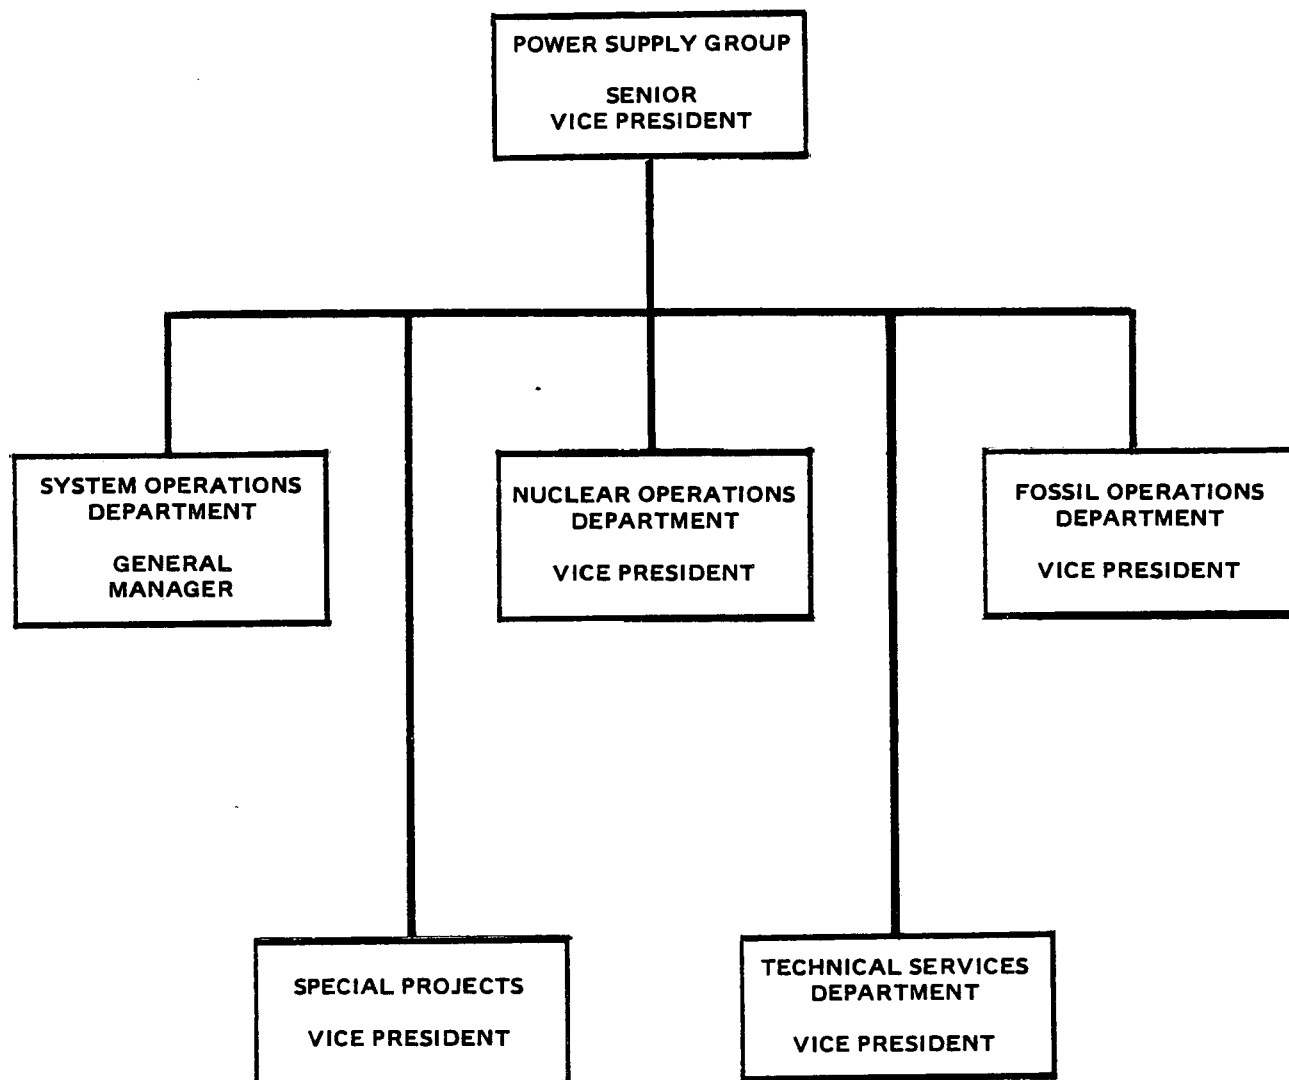 POWER SUPPLY GROUP
SENIOR
VICE PRESIDENT
SYSTEM OPERATIONS
DEPARTMENT
GENERAL
MANAGER
NUCLEAR OPERATIONS
DEPARTMENT
VICE PRESIDENT
FOSSIL OPERATIONS
DEPARTMENT
VICE PRESIDENT
SPECIAL PROJECTS
VICE PRESIDENT
TECHNICAL SERVICES
DEPARTMENT
VICE PRESIDENT